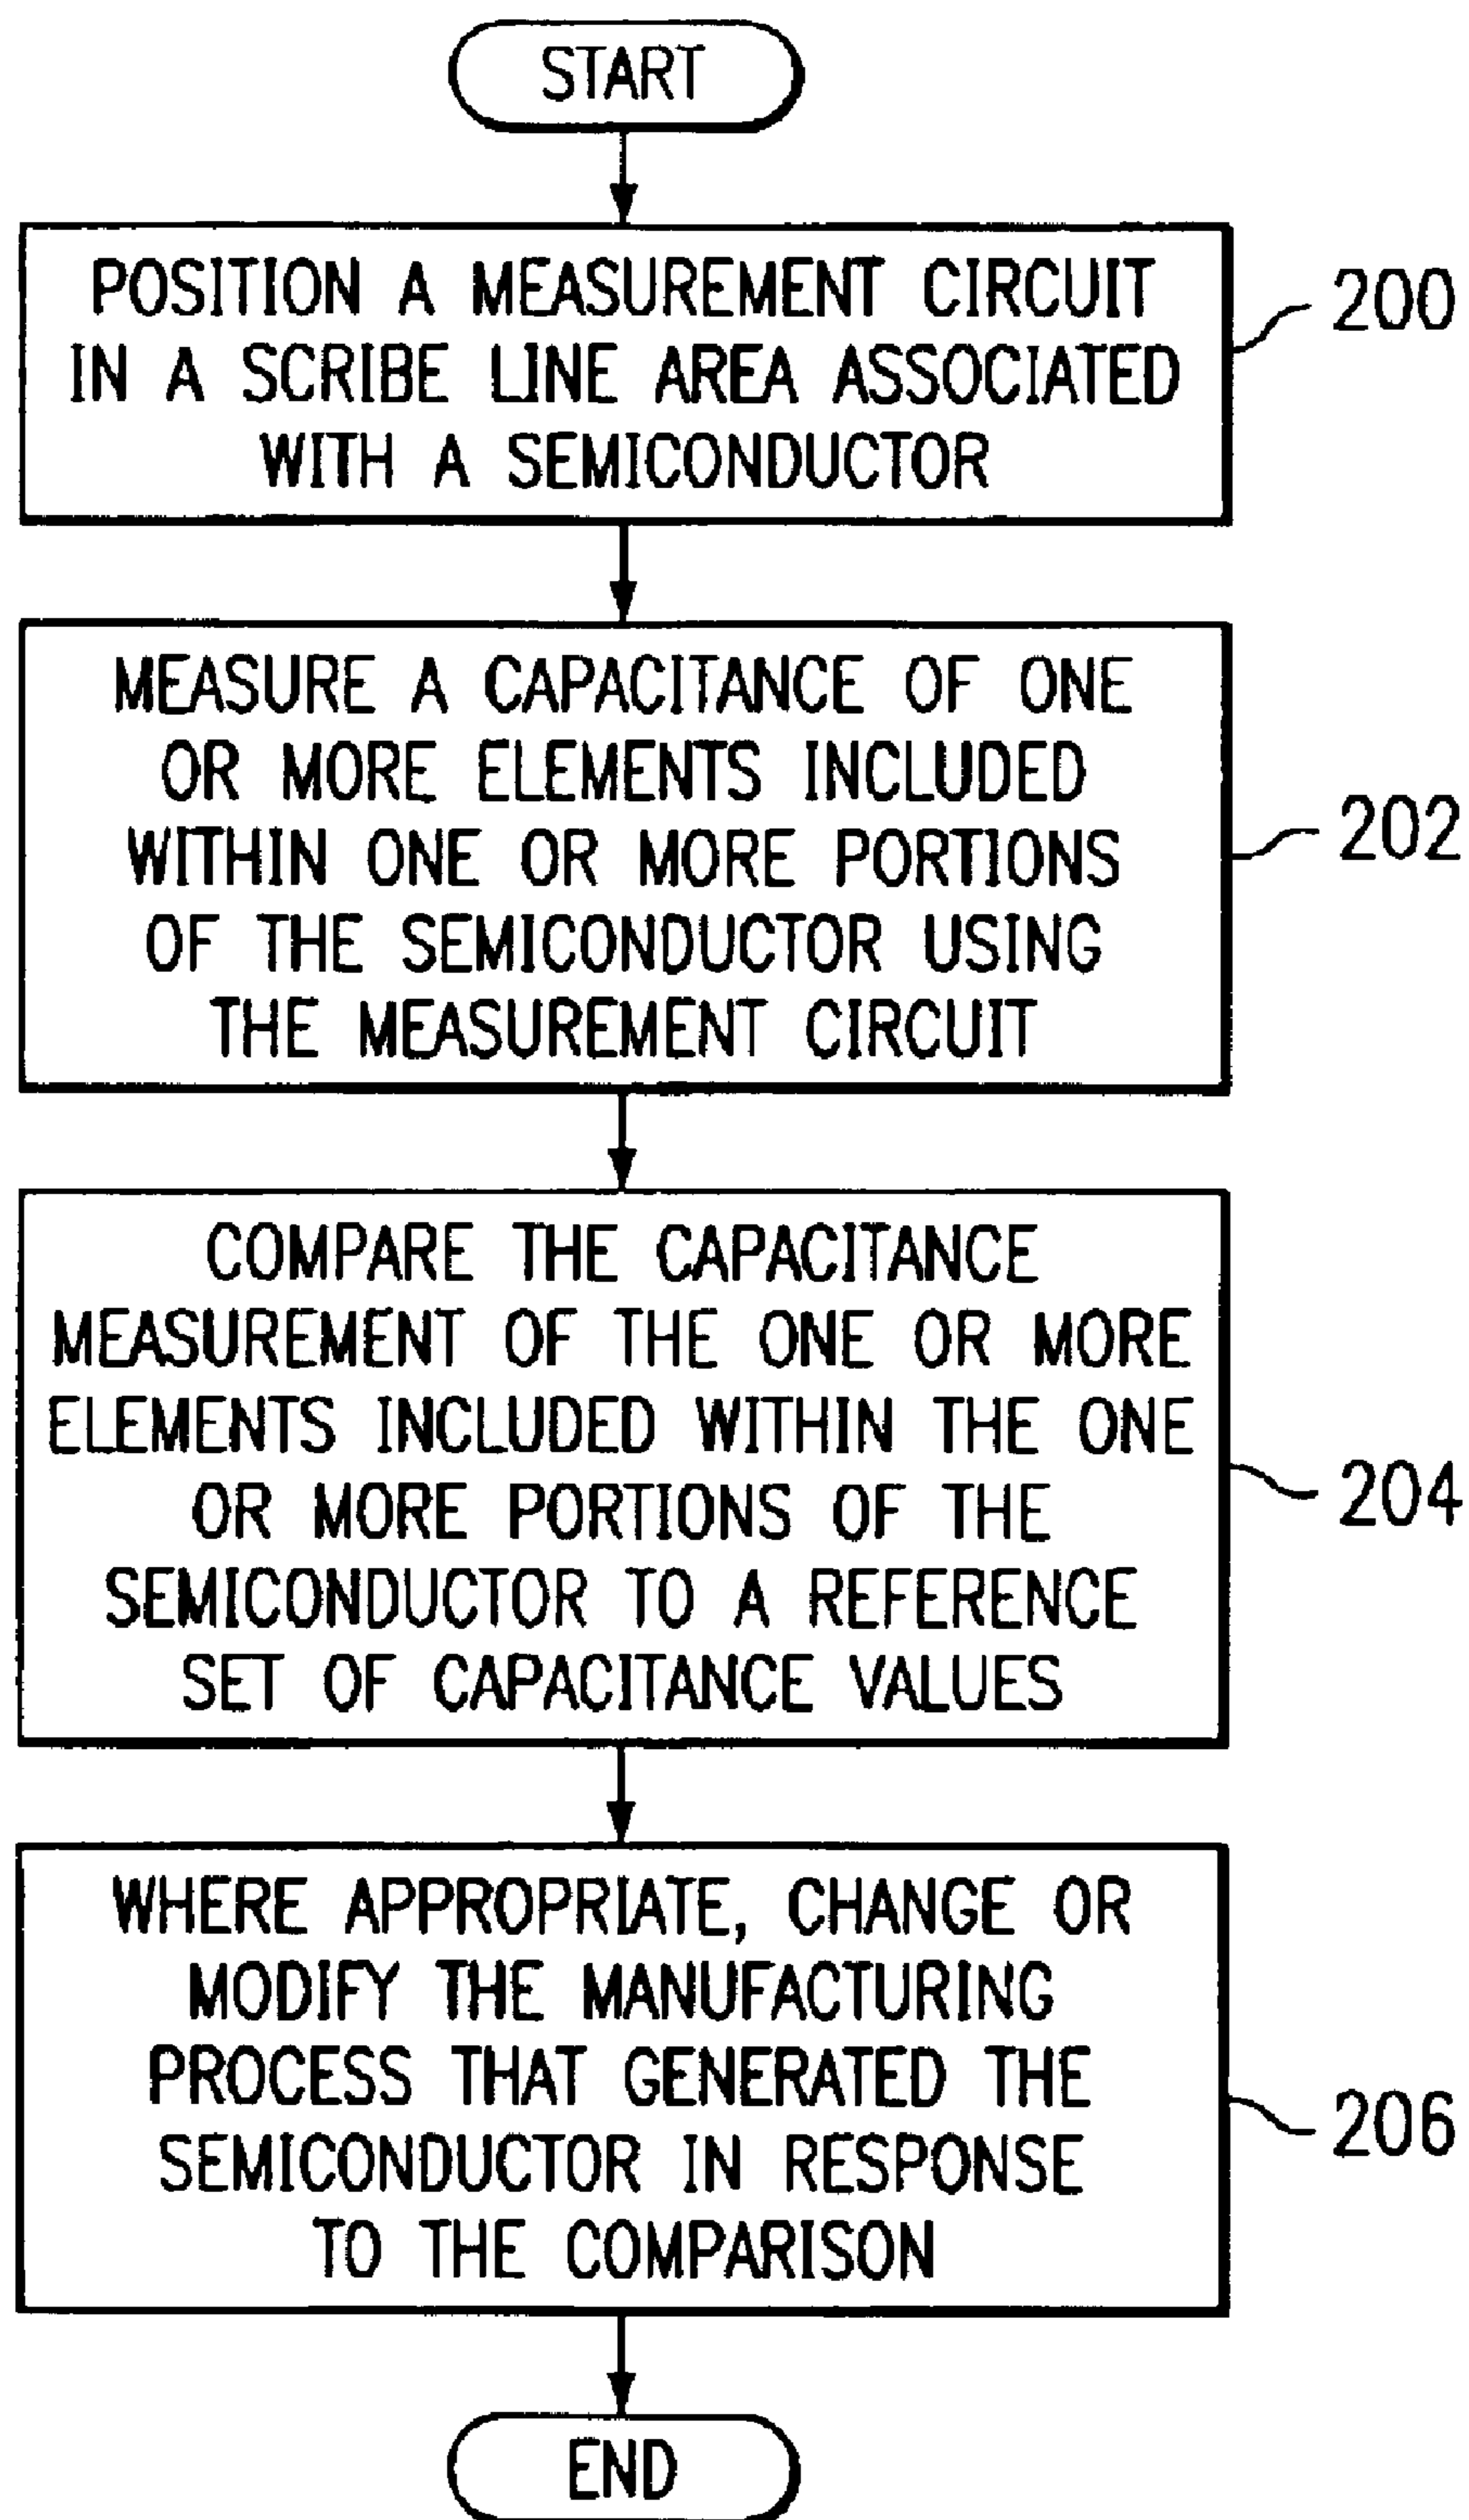 START
POSITION A MEASUREMENT CIRCUIT
IN A SCRIBE LINE AREA ASSOCIATED
WITH A SEMICONDUCTOR
200
MEASURE A CAPACITANCE OF ONE
OR MORE ELEMENTS INCLUDED
WITHIN ONE OR MORE PORTIONS
OF THE SEMICONDUCTOR USING
THE MEASUREMENT CIRCUIT
202
COMPARE THE CAPACITANCE
MEASUREMENT OF THE ONE OR MORE
ELEMENTS INCLUDED WITHIN THE ONE
OR MORE PORTIONS OF THE
SEMICONDUCTOR TO A REFERENCE
SET OF CAPACITANCE VALUES
204
WHERE APPROPRIATE, CHANGE OR
MODIFY THE MANUFACTURING
PROCESS THAT GENERATED THE
SEMICONDUCTOR IN RESPONSE
TO THE COMPARISON
206
END